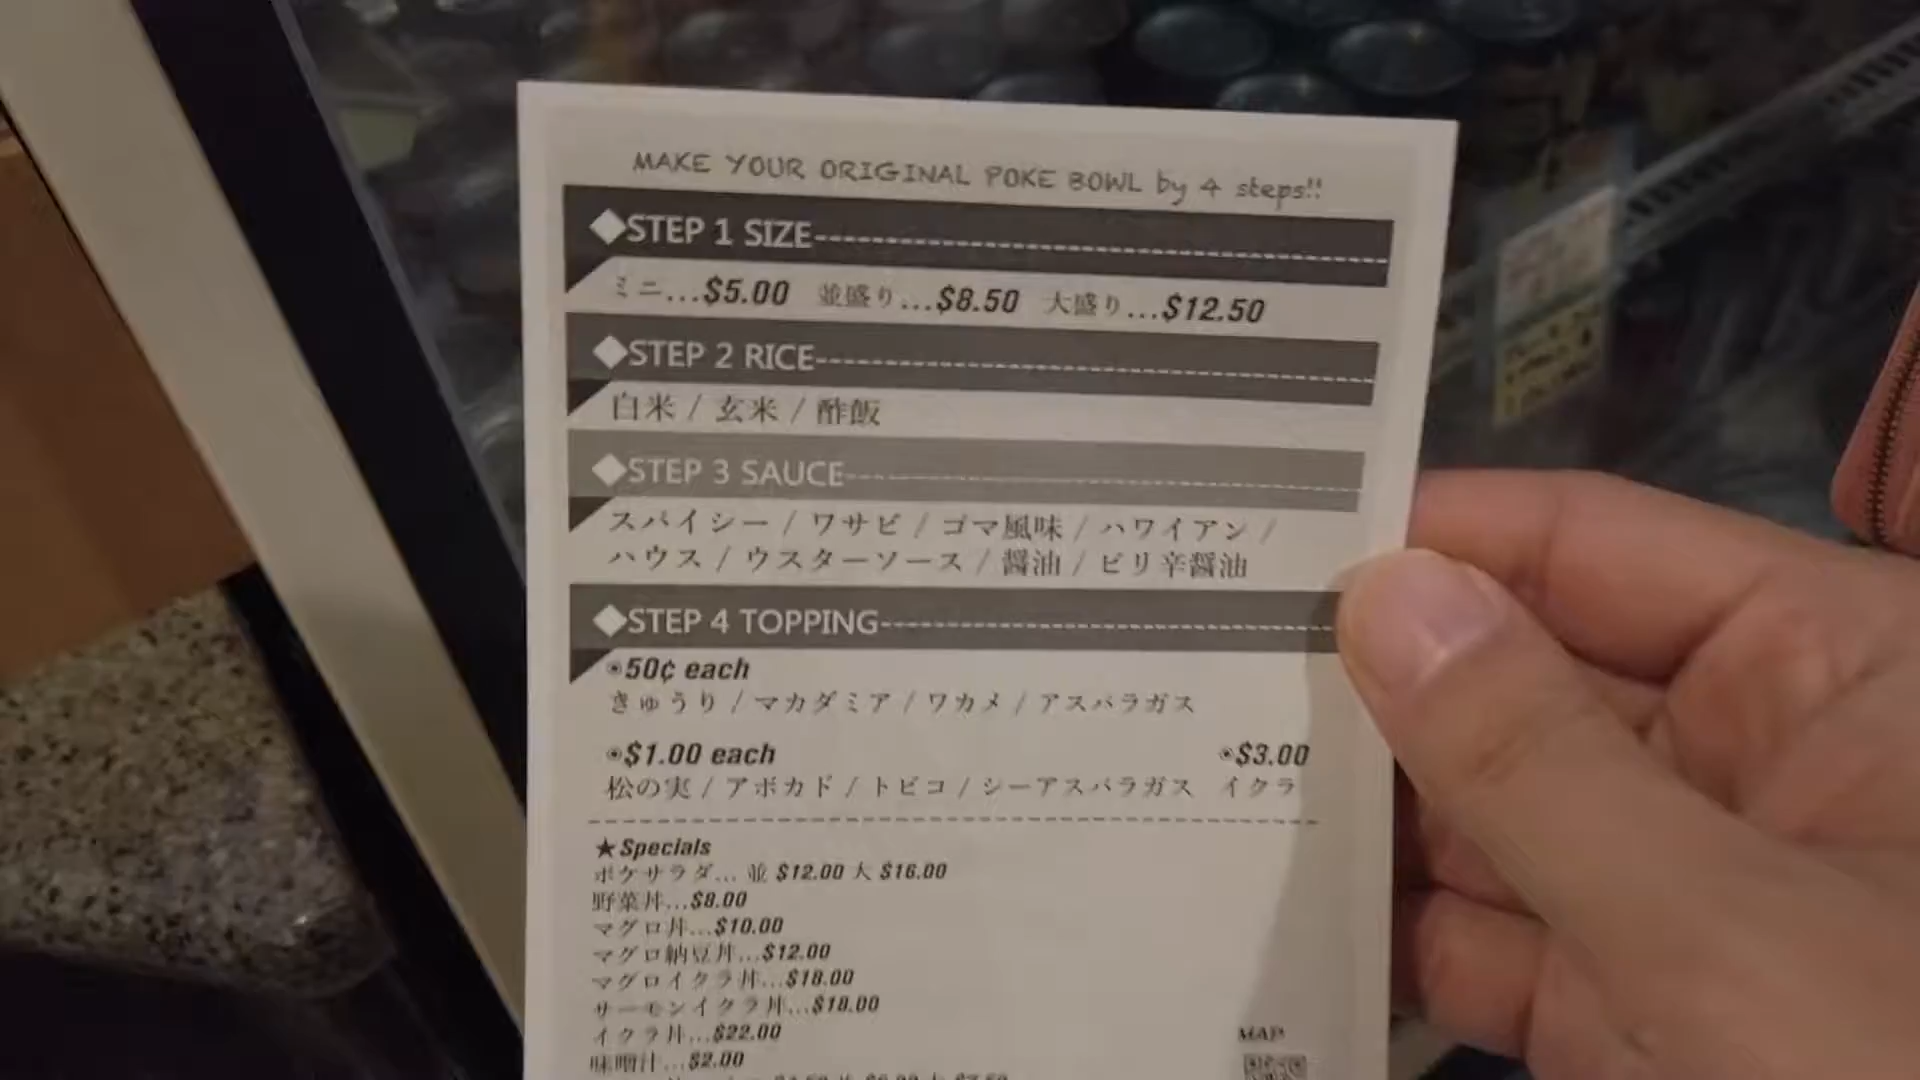 MAKE YOUR ORIGINAL POKE BOWL by 4 steps!!
◆STEP 1 SIZE
ミニ...$5.00 並盛り...$8.50 大盛り...$12.50
◆STEP 2 RICE
白米 / 玄米 / 酢飯
◆STEP 3 SAUCE
スパイシー / ワサビ / ゴマ風味 / ハワイアン /
ハウス / ウスターソース / 醤油 / ピリ辛醤油
◆STEP 4 TOPPING
◉50¢ each
きゅうり / マカダミア / ワカメ / アスパラガス
◉$1.00 each ◉$3.00
松の実 / アボカド / トビコ / シーアスパラガス イクラ
★Specials
ポケサラダ... 並 $12.00 大 $16.00
野菜丼...$8.00
マグロ丼...$10.00
マグロ納豆丼...$12.00
マグロイクラ丼...$18.00
サーモンイクラ丼...$18.00
イクラ丼...$22.00
味噌汁...$2.00
MAP